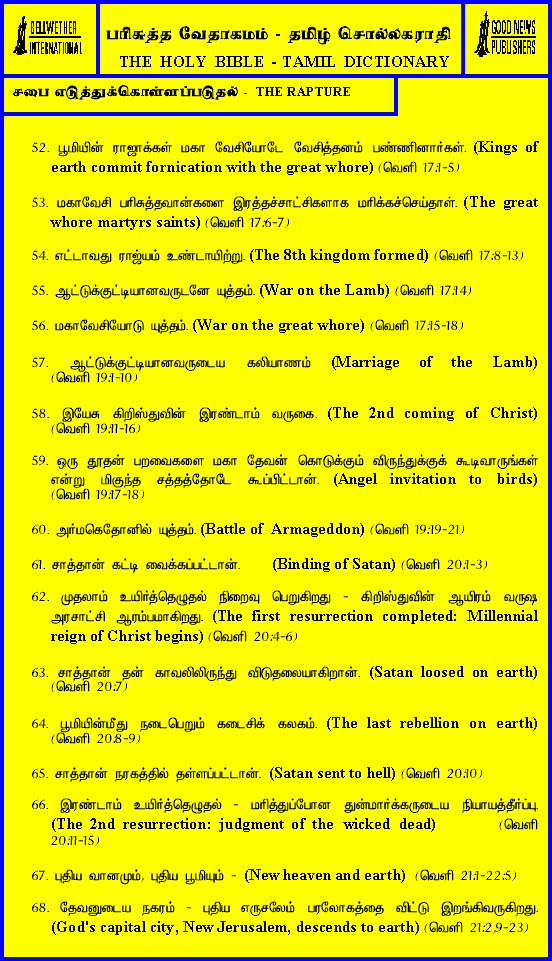 BELLWETHER
INTERNATIONAL
பரிசுத்த வேதாகமம் - தமிழ் சொல்லகராதி
THE HOLY BIBLE - TAMIL DICTIONARY
GOOD NEWS
PUBLISHERS
சபை எடுத்துக்கொள்ளப்படுதல் - THE RAPTURE
52. பூமியின் ராஜாக்கள் மகா வேசியோடே வேசித்தனம் பண்ணினார்கள். (Kings of
earth commit fornication with the great whore) (வெளி 17:1-5)
53. மகாவேசி பரிசுத்தவான்களை இரத்தச்சாட்சிகளாக மரிக்கச்செய்தாள். (The great
whore martyrs saints) (வெளி 17:6-7)
54. எட்டாவது ராஜ்யம் உண்டாயிற்று. (The 8th kingdom formed) (வெளி 17:8-13)
55. ஆட்டுக்குட்டியானவருடனே யுத்தம். (War on the Lamb) (வெளி 17:14)
56. மகாவேசியோடு யுத்தம். (War on the great whore) (வெளி 17:15-18)
57. ஆட்டுக்குட்டியானவருடைய கலியாணம் (Marriage of the Lamb)
(வெளி 19:1-10)
58. இயேசு கிறிஸ்துவின் இரண்டாம் வருகை. (The 2nd coming of Christ)
(வெளி 19:11-16)
59. ஒரு தூதன் பறவைகளை மகா தேவன் கொடுக்கும் விருந்துக்குக் கூடிவாருங்கள்
என்று மிகுந்த சத்தத்தோடே கூப்பிட்டான். (Angel invitation to birds)
(வெளி 19:17-18)
60. அர்மகெதோனில் யுத்தம். (Battle of Armageddon) (வெளி 19:19-21)
61. சாத்தான் கட்டி வைக்கப்பட்டான். (Binding of Satan) (வெளி 20:1-3)
62. முதலாம் உயிர்த்தெழுதல் நிறைவு பெறுகிறது - கிறிஸ்துவின் ஆயிரம் வருஷ
அரசாட்சி ஆரம்பமாகிறது. (The first resurrection completed: Millennial
reign of Christ begins) (வெளி 20:4-6)
63. சாத்தான் தன் காவலிலிருந்து விடுதலையாகிறான். (Satan loosed on earth)
(வெளி 20:7)
64. பூமியின்மீது நடைபெறும் கடைசிக் கலகம். (The last rebellion on earth)
(வெளி 20:8-9)
65. சாத்தான் நரகத்தில் தள்ளப்பட்டான். (Satan sent to hell) (வெளி 20:10)
66. இரண்டாம் உயிர்த்தெழுதல் - மரித்துப்போன துன்மார்க்கருடைய நியாயத்தீர்ப்பு.
(The 2nd resurrection: judgment of the wicked dead) (வெளி
20:11-15)
67. புதிய வானமும், புதிய பூமியும் - (New heaven and earth) (வெளி 21:1-22:5)
68. தேவனுடைய நகரம் - புதிய எருசலேம் பரலோகத்தை விட்டு இறங்கிவருகிறது.
(God's capital city, New Jerusalem, descends to earth) (வெளி 21:2,9-23)